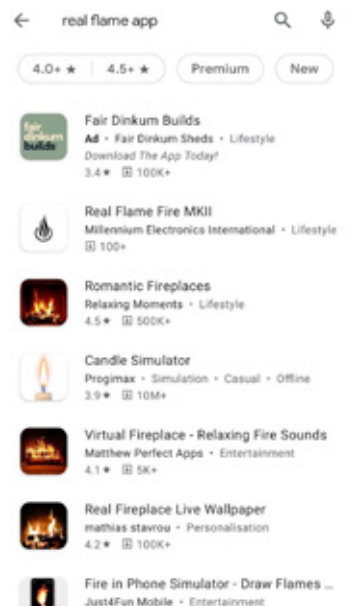 real flame app
4.0+ ★ 4.5+ ★ Premium New
fair dinkum builds
Fair Dinkum Builds
Ad • Fair Dinkum Sheds • Lifestyle
Download The App Today!
3.4 ★ 100K+
Real Flame Fire MKII
Millennium Electronics International • Lifestyle
100+
Romantic Fireplaces
Relaxing Moments • Lifestyle
4.5 ★ 500K+
Candle Simulator
Progimax • Simulation • Casual • Offline
3.9 ★ 10M+
Virtual Fireplace - Relaxing Fire Sounds
Matthew Perfect Apps • Entertainment
4.1 ★ 5K+
Real Fireplace Live Wallpaper
mathias stavrou • Personalisation
4.2 ★ 100K+
Fire in Phone Simulator - Draw Flames ...
Just4Fun Mobile • Entertainment